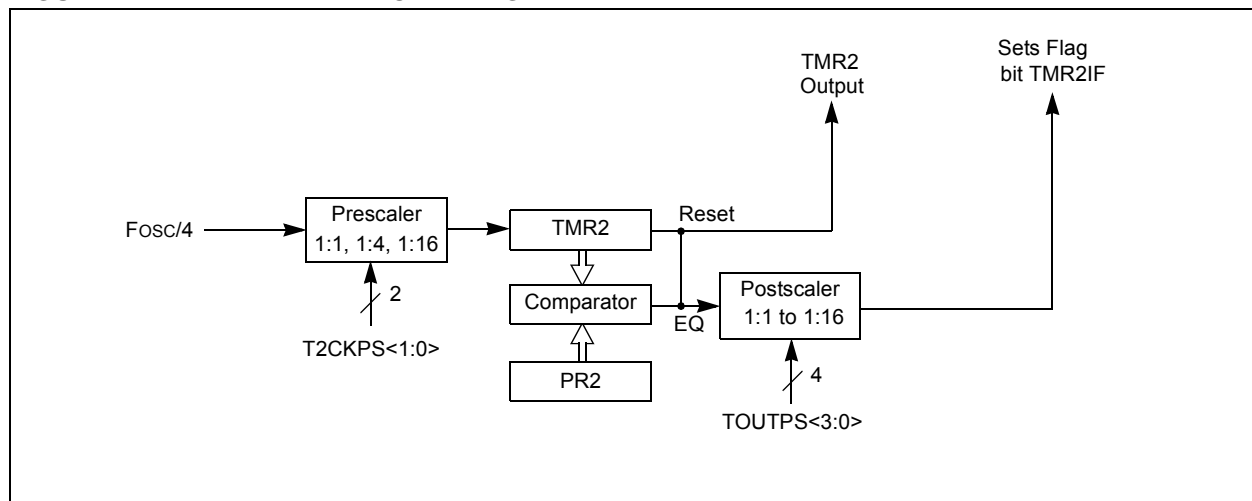 TMR2
Output
Sets Flag
bit TMR2IF
FOSC/4
Prescaler
1:1, 1:4, 1:16
2
T2CKPS<1:0>
TMR2
Reset
Comparator
EQ
PR2
Postscaler
1:1 to 1:16
4
TOUTPS<3:0>